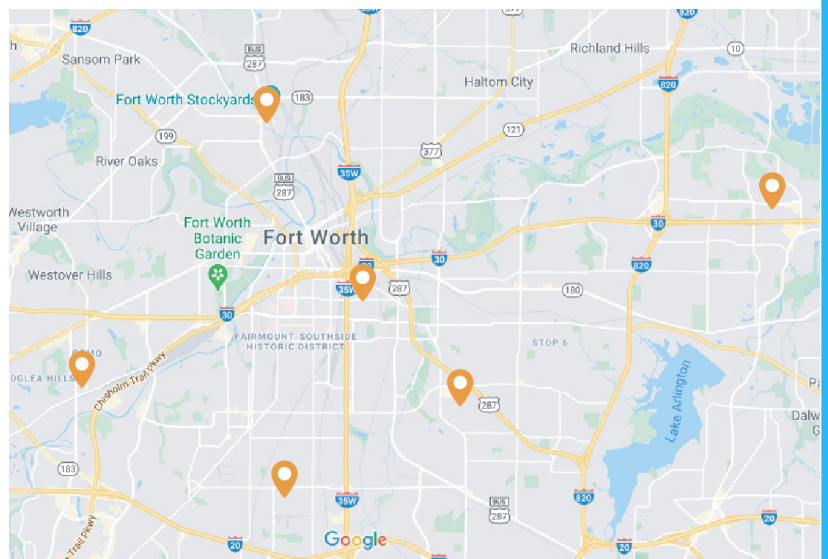 820
377
Richland Hills
10
Sansom Park
BUS
287
820
Haltom City
Fort Worth Stockyards
183
121
199
377
River Oaks
35W
BUS
287
Westworth
Village
Fort Worth
Botanic
Garden
Fort Worth
30
30
820
Westover Hills
35W
287
180
30
FAIRMOUNT-SOUTHSIDE
HISTORIC DISTRICT
STOP 6
Chisholm Trail Pkwy
287
Lake Arlington
183
35W
820
BUS
287
Google
20
20
20
Trail Pkwy